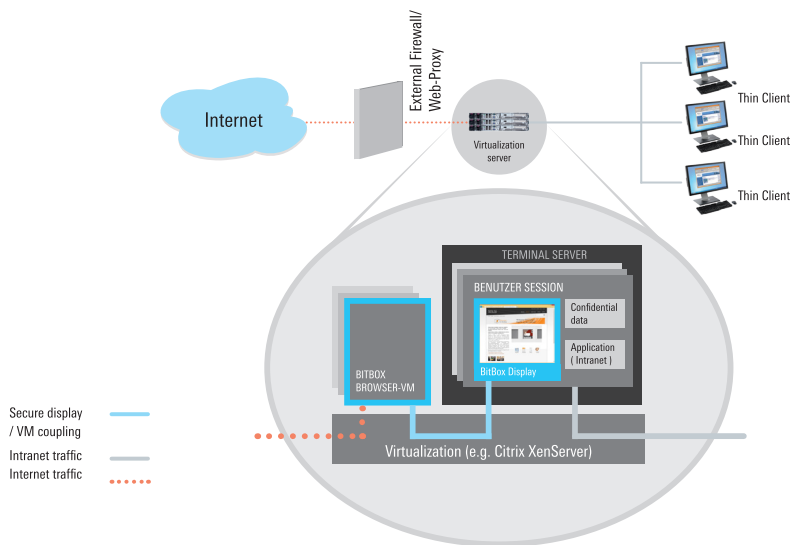 External Firewall/
Web-Proxy
Internet
Virtualization
server
Thin Client
Thin Client
Thin Client
TERMINAL SERVER
BENUTZER SESSION
Confidential
data
Application
( Intranet )
BitBox Display
BITBOX
BROWSER-VM
Virtualization (e.g. Citrix XenServer)
Secure display
/ VM coupling
Intranet traffic
Internet traffic